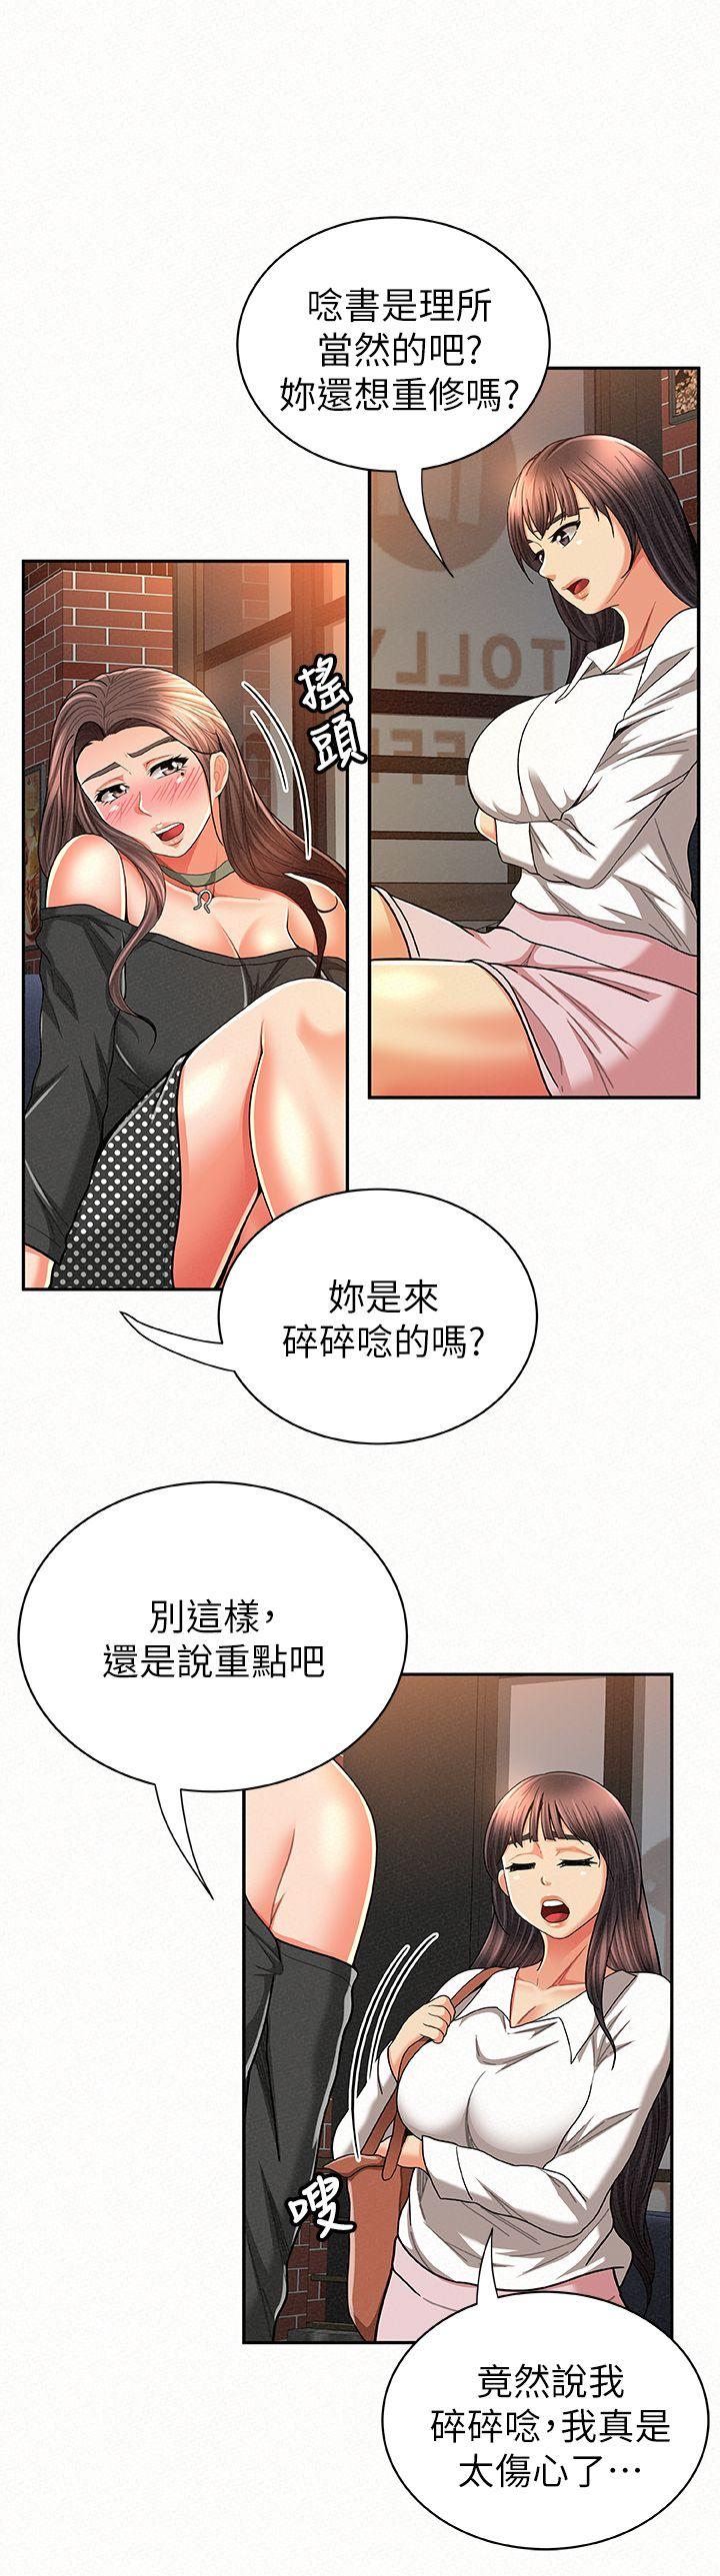 唸書是理所
當然的吧?
妳還想重修嗎?
TOLLY
搖頭
妳是來
碎碎唸的嗎?
別這樣,
還是說重點吧
嗖
竟然說我
碎碎唸,我真是
太傷心了⋯